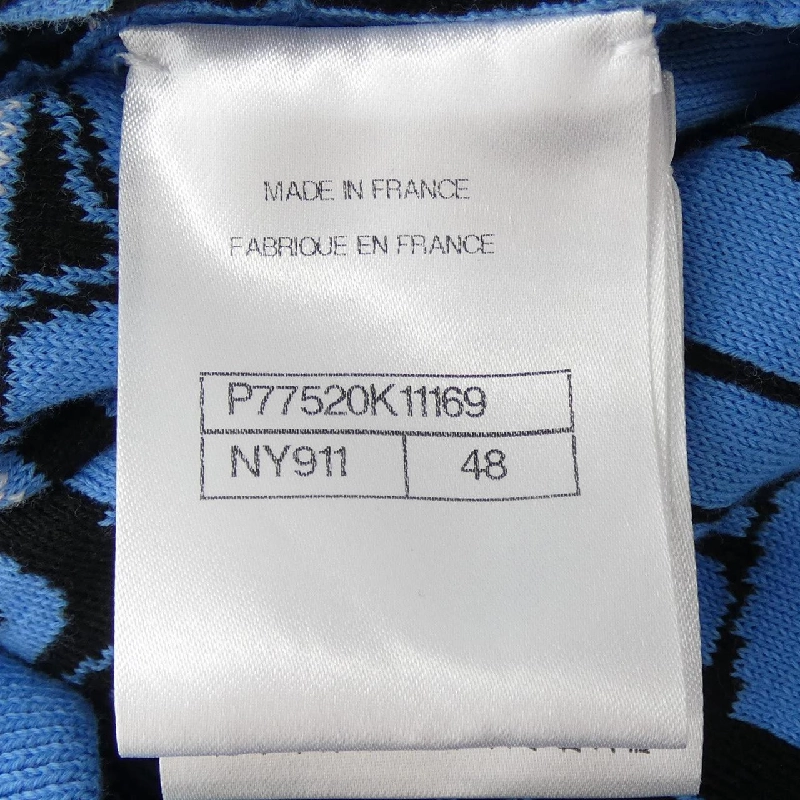 MADE IN FRANCE
FABRIQUE EN FRANCE
P77520K11169
NY911 48